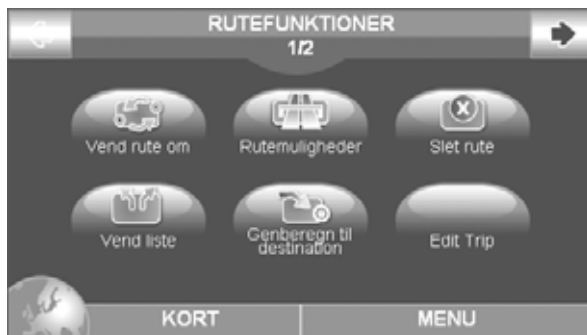 RUTEFUNKTIONER
1/2
Vend rute om
Rutemuligheder
Slet rute
Vend liste
Genberegn til
destination
Edit Trip
KORT
MENU